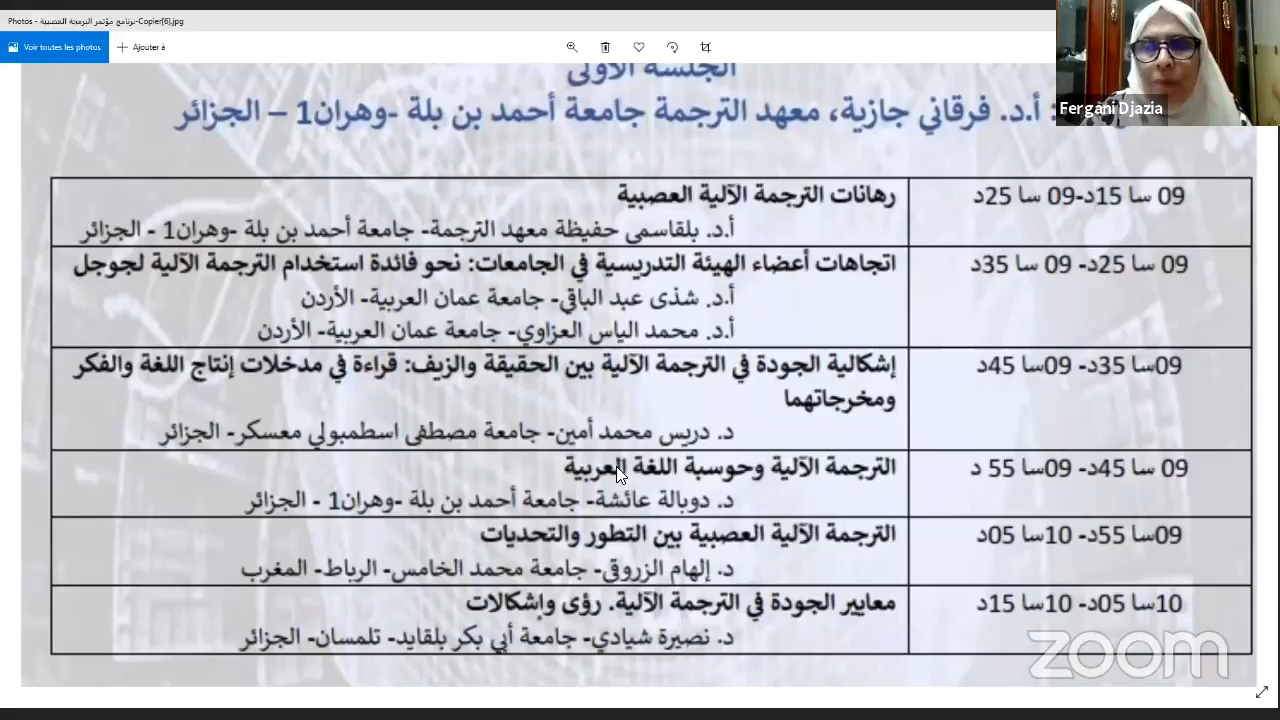 Photos - برنامج مؤتمر البرمجة العصبية-Copier[6].jpg
Voir toutes les photos
Ajouter à
Fergani Djazia
الجلسة الأولى
: أ.د. فرقاني جازية، معهد الترجمة جامعة أحمد بن بلة -وهران1 – الجزائر
09 سا 15د-09 سا 25د
رهانات الترجمة الآلية العصبية
أ.د. بلقاسمي حفيظة معهد الترجمة- جامعة أحمد بن بلة -وهران1 - الجزائر
09 سا 25د- 09 سا 35د
اتجاهات أعضاء الهيئة التدريسية في الجامعات: نحو فائدة استخدام الترجمة الآلية لجوجل
أ.د. شذى عبد الباقي- جامعة عمان العربية- الأردن
أ.د. محمد الياس العزاوي- جامعة عمان العربية- الأردن
09سا 35د- 09سا 45د
إشكالية الجودة في الترجمة الآلية بين الحقيقة والزيف: قراءة في مدخلات إنتاج اللغة والفكر
ومخرجاتهما
د. دريس محمد أمين- جامعة مصطفى اسطمبولي معسكر- الجزائر
09 سا 45د- 09سا 55 د
الترجمة الآلية وحوسبة اللغة العربية
د. دوبالة عائشة- جامعة أحمد بن بلة -وهران1 - الجزائر
09سا 55د- 10سا 05د
الترجمة الآلية العصبية بين التطور والتحديات
د. إلهام الزروقي- جامعة محمد الخامس- الرباط- المغرب
10سا 05د- 10سا 15د
معايير الجودة في الترجمة الآلية. رؤى وإشكالات
د. نصيرة شيادي- جامعة أبي بكر بلقايد- تلمسان- الجزائر
zoom